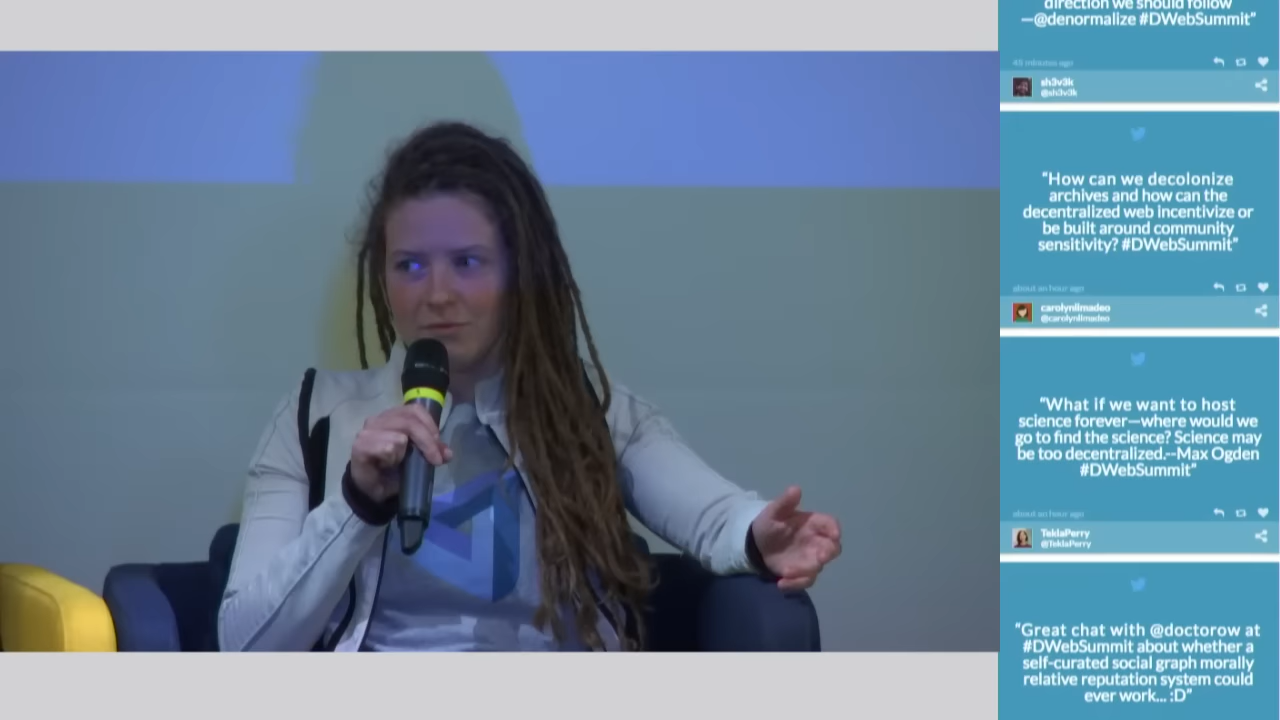 direction we should follow
—@denormalize #DWebSummit”
45 minutes ago
sh3v3k
@sh3v3k
“How can we decolonize
archives and how can the
decentralized web incentivize or
be built around community
sensitivity? #DWebSummit”
about an hour ago
carolynlimadeo
@carolynlimadeo
“What if we want to host
science forever—where would we
go to find the science? Science may
be too decentralized.--Max Ogden
#DWebSummit”
about an hour ago
TeklaPerry
@TeklaPerry
“Great chat with @doctorow at
#DWebSummit about whether a
self-curated social graph morally
relative reputation system could
ever work... :D”